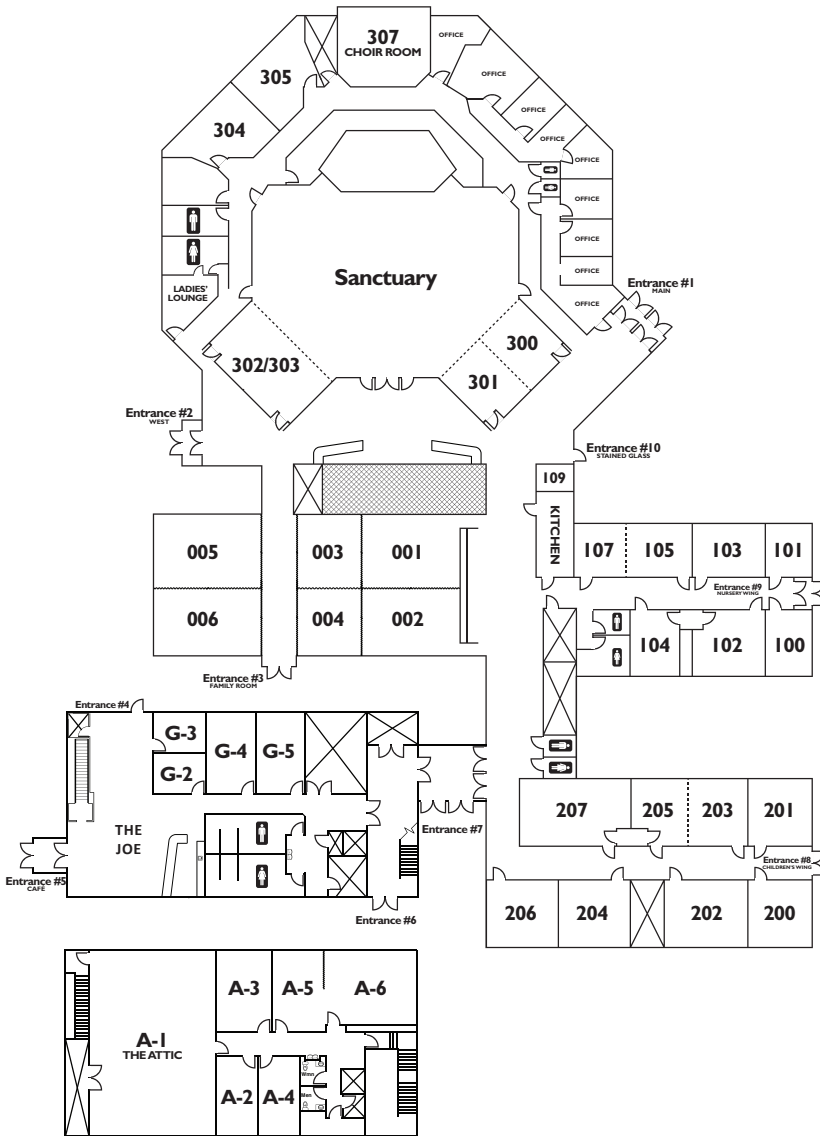 307
CHOIR ROOM
OFFICE
OFFICE
305
OFFICE
304
OFFICE
OFFICE
OFFICE
OFFICE
OFFICE
OFFICE
Sanctuary
LADIES'
LOUNGE
Entrance #1
MAIN
300
302/303
301
Entrance #2
WEST
Entrance #10
STAINED GLASS
109
KITCHEN
005
003
001
107
105
103
101
Entrance #9
NURSERY WING
006
004
002
104
102
100
Entrance #3
FAMILY ROOM
Entrance #4
G-3
G-4
G-5
G-2
207
205
203
201
THE
JOE
Entrance #7
Entrance #8
CHILDREN'S WING
Entrance #5
CAFÉ
Entrance #6
206
204
202
200
A-3
A-5
A-6
A-1
THE ATTIC
A-2
A-4
Wmn
Men